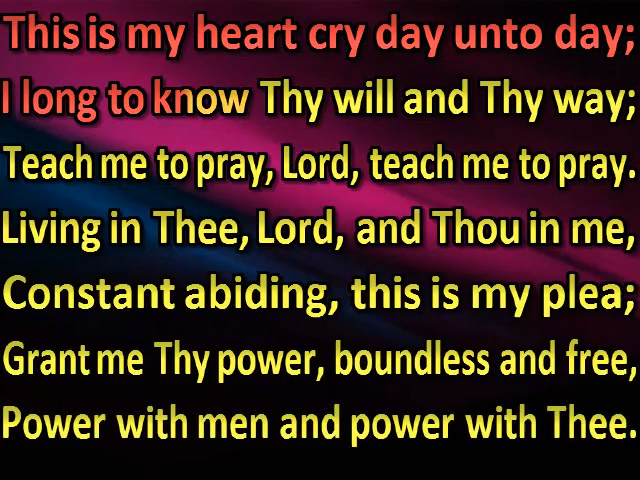 This is my heart cry day unto day;
I long to know Thy will and Thy way;
Teach me to pray, Lord, teach me to pray.
Living in Thee, Lord, and Thou in me,
Constant abiding, this is my plea;
Grant me Thy power, boundless and free,
Power with men and power with Thee.